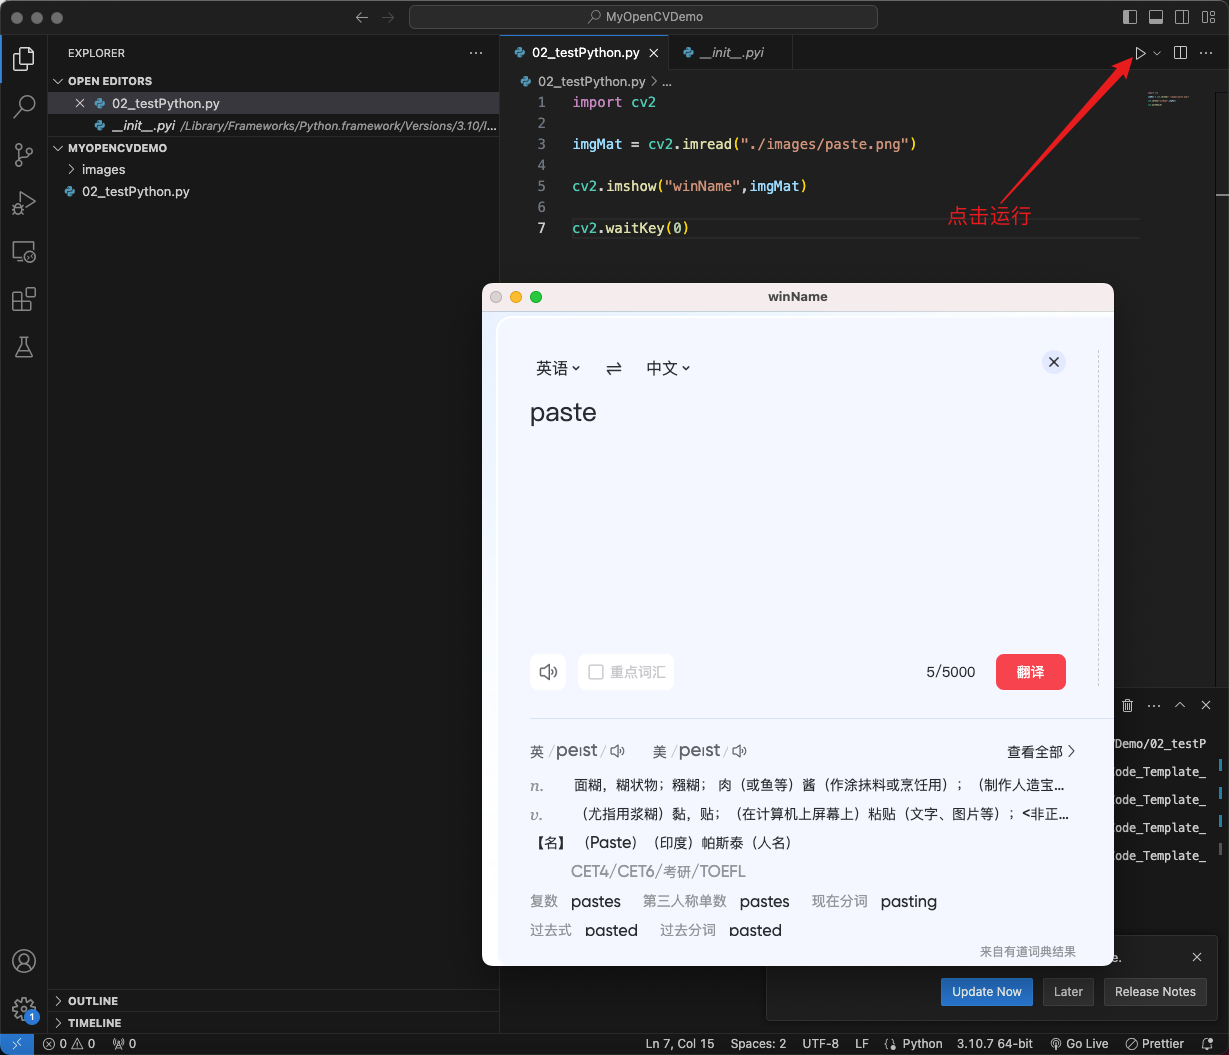 MyOpenCVDemo
EXPLORER
OPEN EDITORS
02_testPython.py
__init__.pyi /Library/Frameworks/Python.framework/Versions/3.10/l...
MYOPENCVDEMO
images
02_testPython.py
OUTLINE
TIMELINE
02_testPython.py
__init__.pyi
02_testPython.py > ...
1 import cv2
2
3 imgMat = cv2.imread("./images/paste.png")
4
5 cv2.imshow("winName",imgMat)
6
7 cv2.waitKey(0)
点击运行
winName
英语 中文
paste
重点词汇
5/5000
翻译
英 /peɪst/ 美 /peɪst/ 查看全部
n. 面糊，糊状物；糨糊； 肉（或鱼等）酱（作涂抹料或烹饪用）；（制作人造宝...
v. （尤指用浆糊）黏，贴；（在计算机上屏幕上）粘贴（文字、图片等）；<非正...
【名】（Paste）（印度）帕斯泰（人名）
CET4/CET6/考研/TOEFL
复数 pastes 第三人称单数 pastes 现在分词 pasting
过去式 pasted 过去分词 pasted
来自有道词典结果
Demo/02_testP
ode_Template_
ode_Template_
ode_Template_
ode_Template_
e.
Update Now
Later
Release Notes
1
0 0 0
Ln 7, Col 15 Spaces: 2 UTF-8 LF Python 3.10.7 64-bit Go Live Prettier